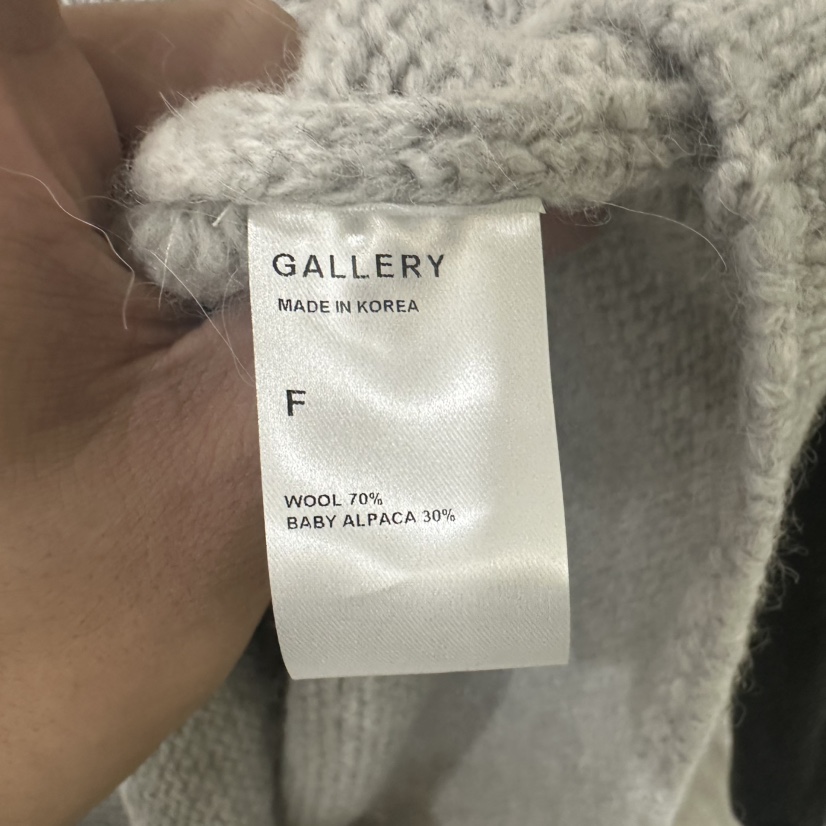 GALLERY
MADE IN KOREA
F
WOOL 70%
BABY ALPACA 30%